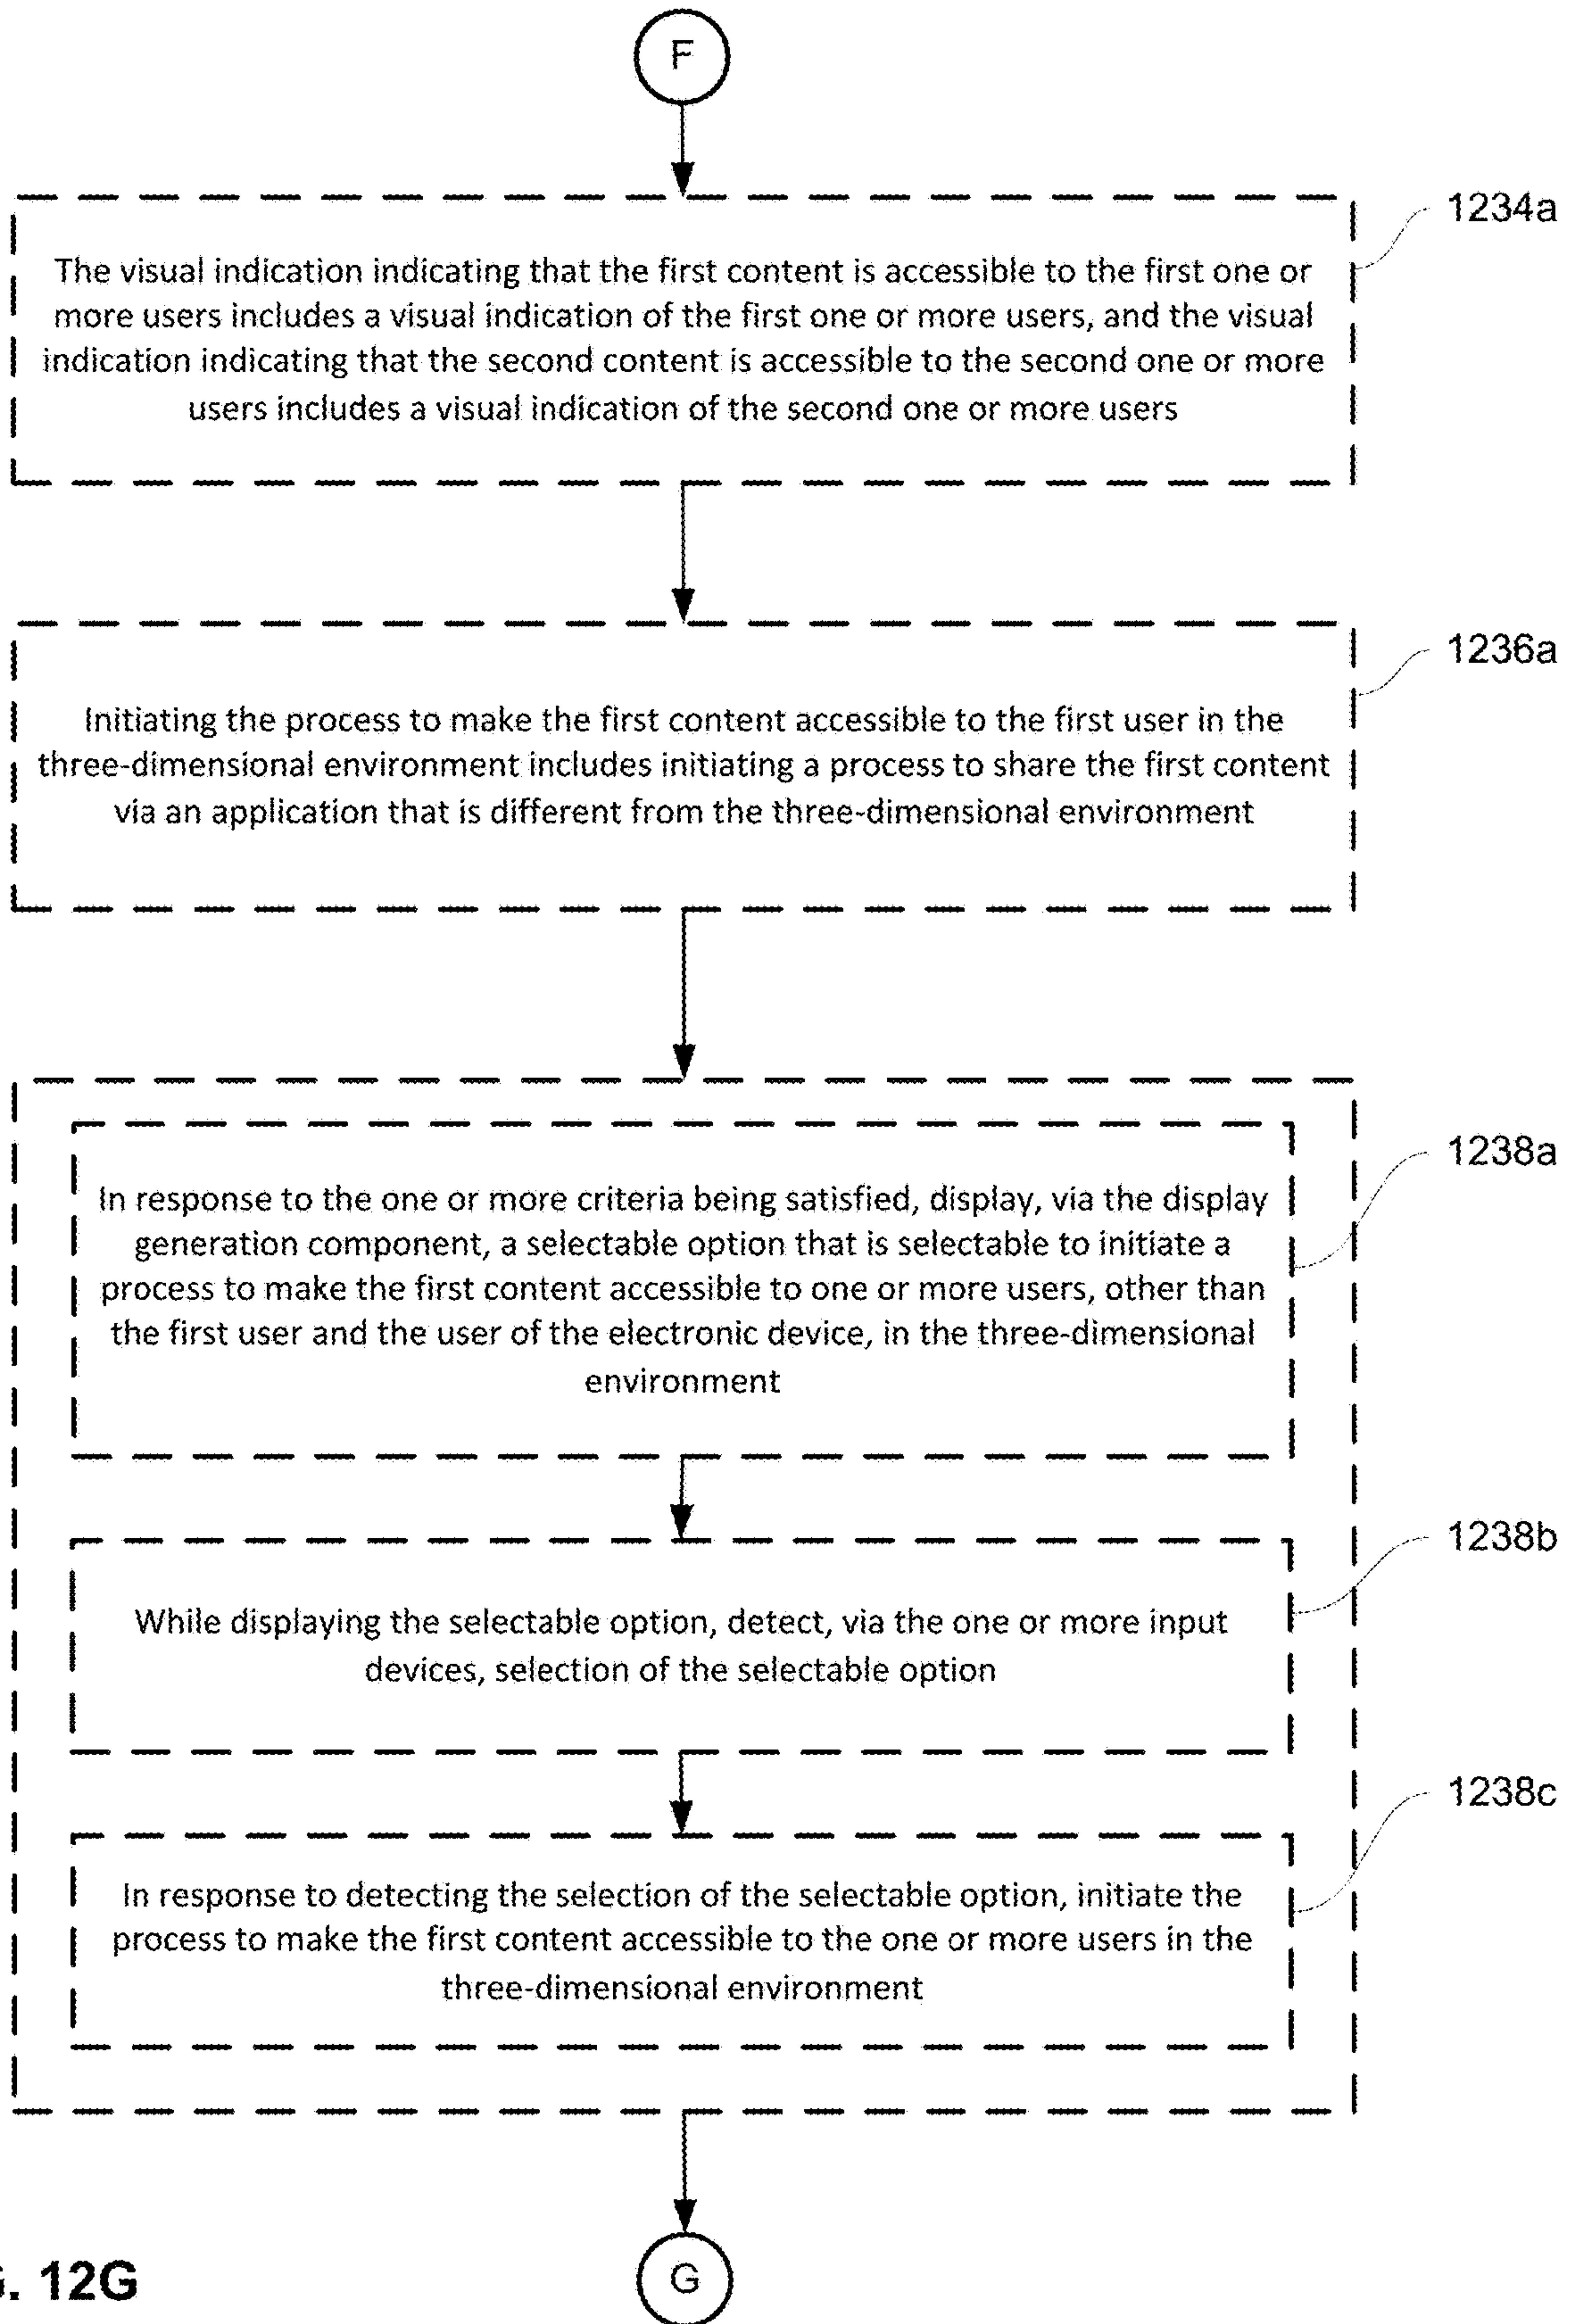 F
1234a
The visual indication indicating that the first content is accessible to the first one or
more users includes a visual indication of the first one or more users, and the visual
indication indicating that the second content is accessible to the second one or more
users includes a visual indication of the second one or more users
1236a
Initiating the process to make the first content accessible to the first user in the
three-dimensional environment includes initiating a process to share the first content
via an application that is different from the three-dimensional environment
1238a
In response to the one or more criteria being satisfied, display, via the display
generation component, a selectable option that is selectable to initiate a
process to make the first content accessible to one or more users, other than
the first user and the user of the electronic device, in the three-dimensional
environment
1238b
While displaying the selectable option, detect, via the one or more input
devices, selection of the selectable option
1238c
In response to detecting the selection of the selectable option, initiate the
process to make the first content accessible to the one or more users in the
three-dimensional environment
G
G. 12G